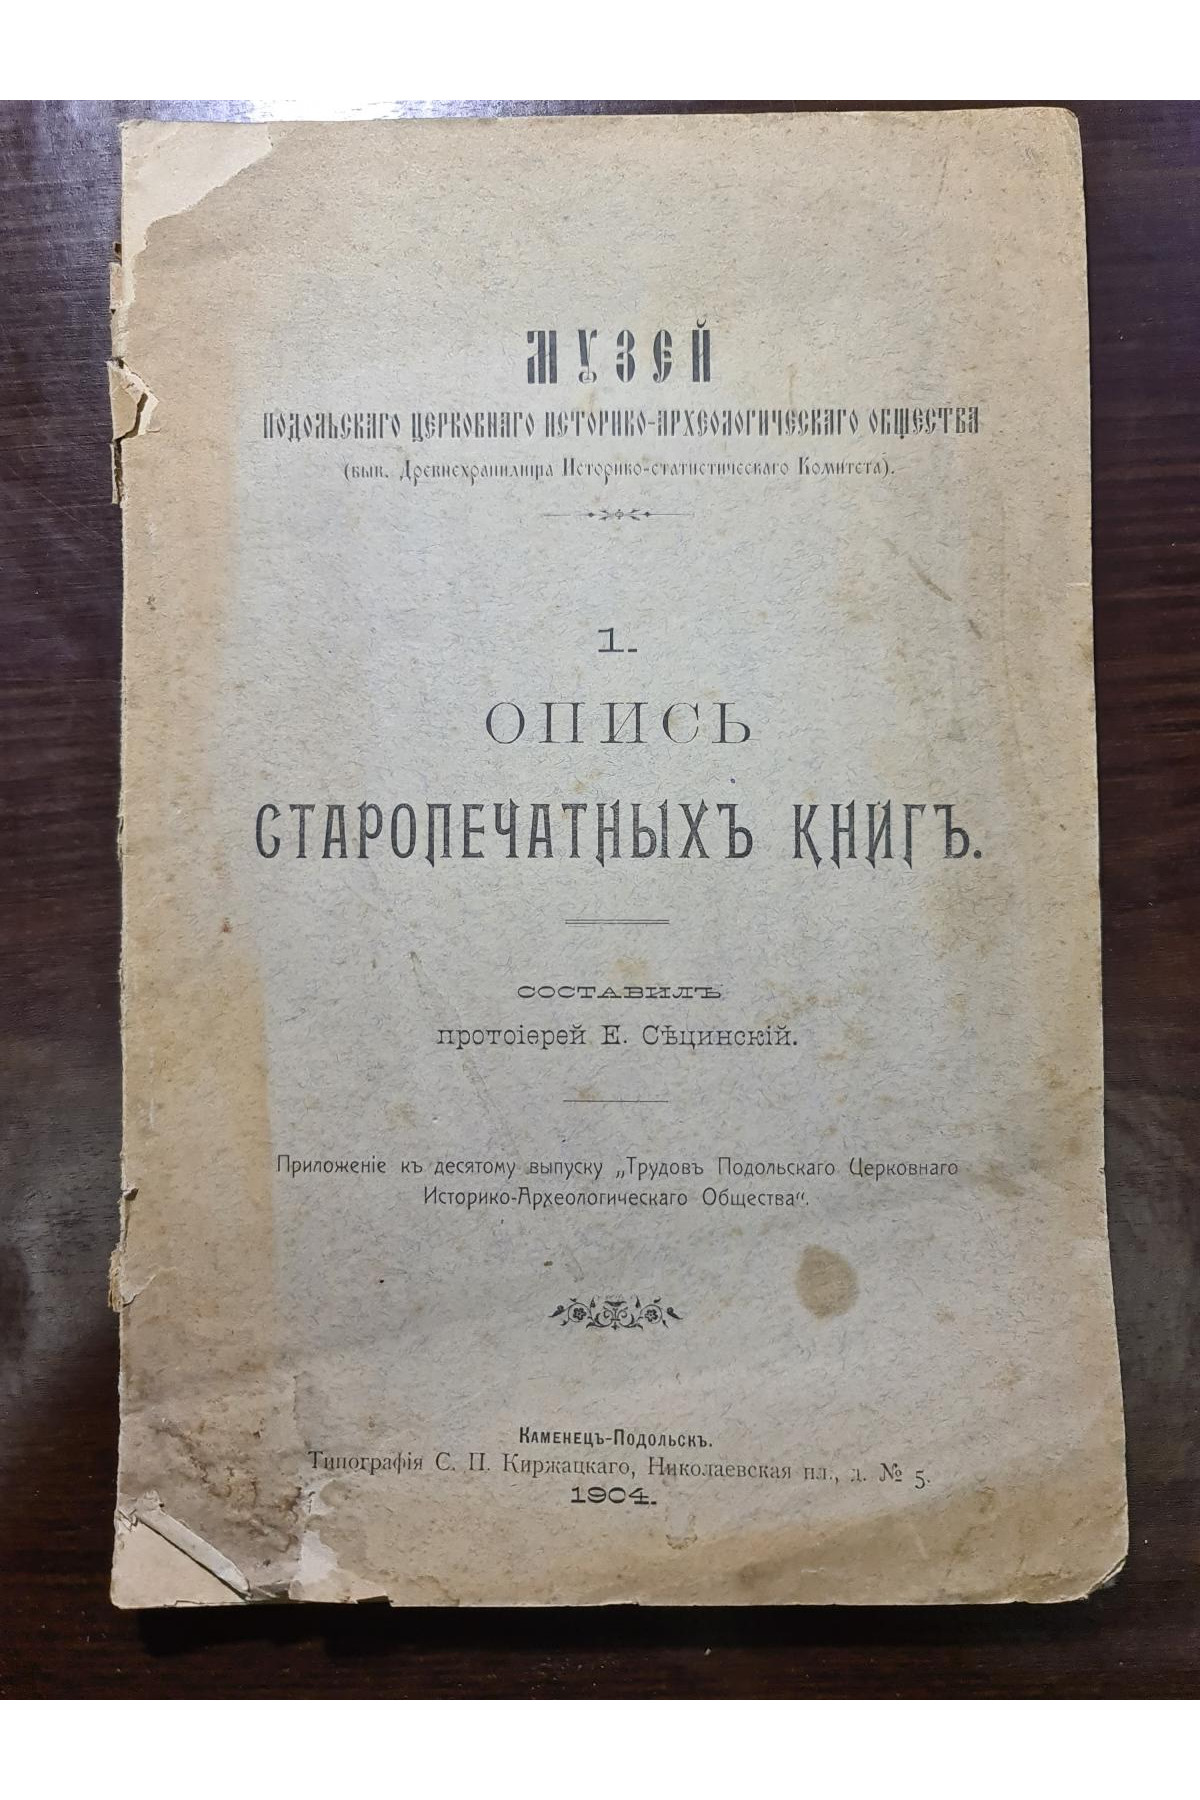 МУЗЕЙ
ПОДОЛЬСКАГО ЦЕРКОВНАГО ИСТОРИКО-АРХЕОЛОГИЧЕСКАГО ОБЩЕСТВА
(бык. Древнехранилища Историко-статистическаго Комитета).
1.
ОПИСЬ
СТАРОПЕЧАТНЫХЪ КНИГЪ.
СОСТАВИЛЪ
протоіерей Е. Сѣцинскій.
Приложеніе къ десятому выпуску „Трудовъ Подольскаго Церковнаго
Историко-Археологическаго Общества“.
Каменецъ-Подольскъ.
Типографія С. П. Киржацкаго, Николаевская пл., д. № 5.
1904.